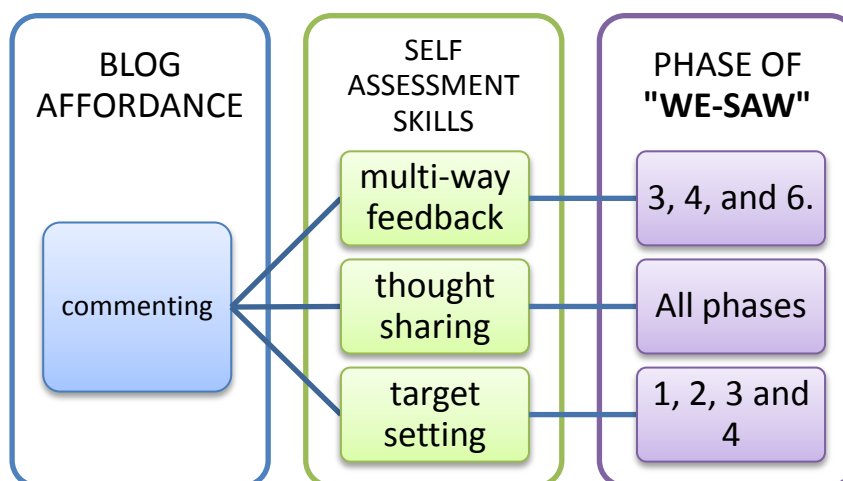 BLOG
AFFORDANCE
commenting
SELF
ASSESSMENT
SKILLS
multi-way
feedback
thought
sharing
target
setting
PHASE OF
"WE-SAW"
3, 4, and 6.
All phases
1, 2, 3 and
4